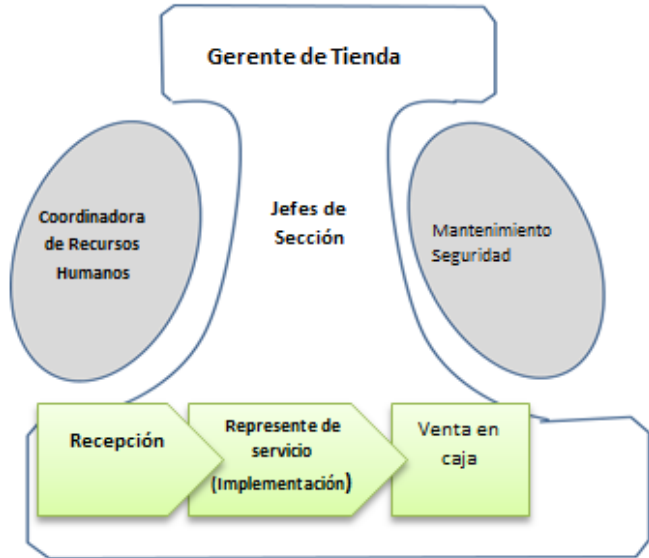 Gerente de Tienda
Coordinadora
de Recursos
Humanos
Jefes de
Sección
Mantenimiento
Seguridad
Recepción
Represente de
servicio
(Implementación)
Venta en
caja